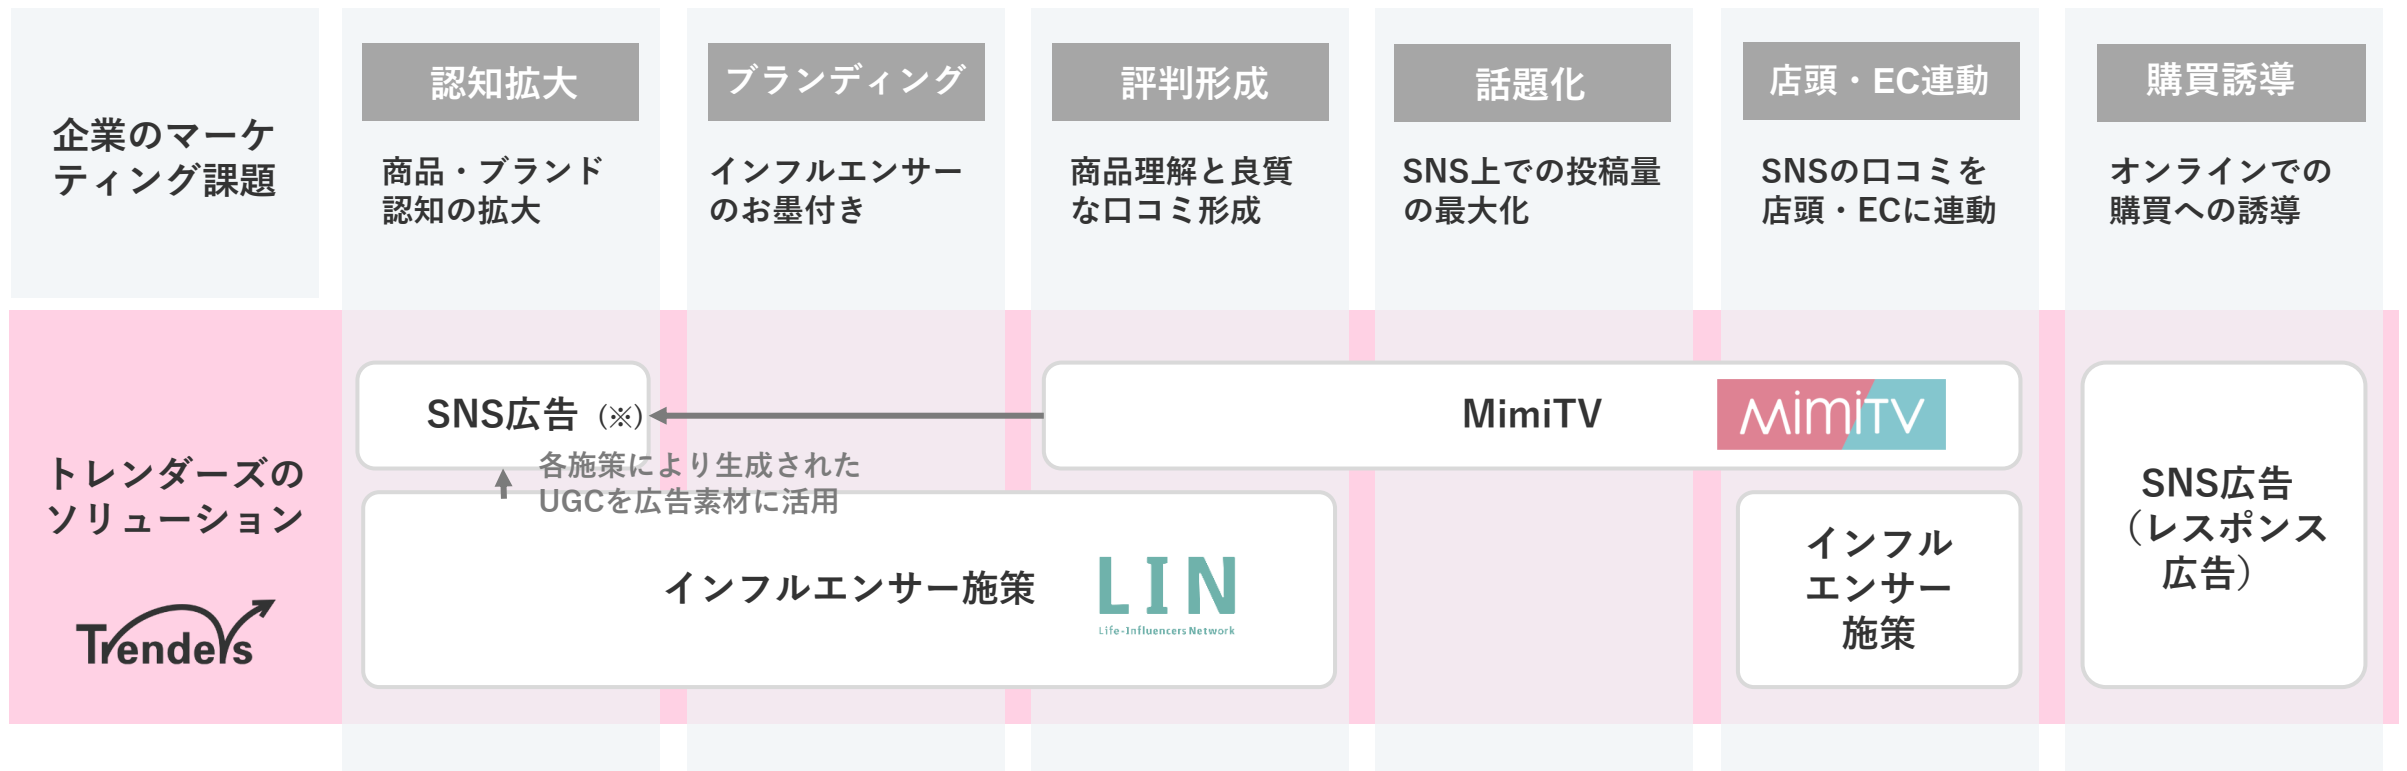 企業のマーケ
ティング課題
認知拡大
商品・ブランド
認知の拡大
ブランディング
インフルエンサー
のお墨付き
評判形成
商品理解と良質
な口コミ形成
話題化
SNS上での投稿量
の最大化
店頭・EC連動
SNSの口コミを
店頭・ECに連動
購買誘導
オンラインでの
購買への誘導
トレンダーズの
ソリューション
Trenders
SNS広告（※）
各施策により生成された
UGCを広告素材に活用
MimiTV
MimiTV
インフルエンサー施策
LIN
Life-Influencers Network
インフル
エンサー
施策
SNS広告
（レスポンス
広告）